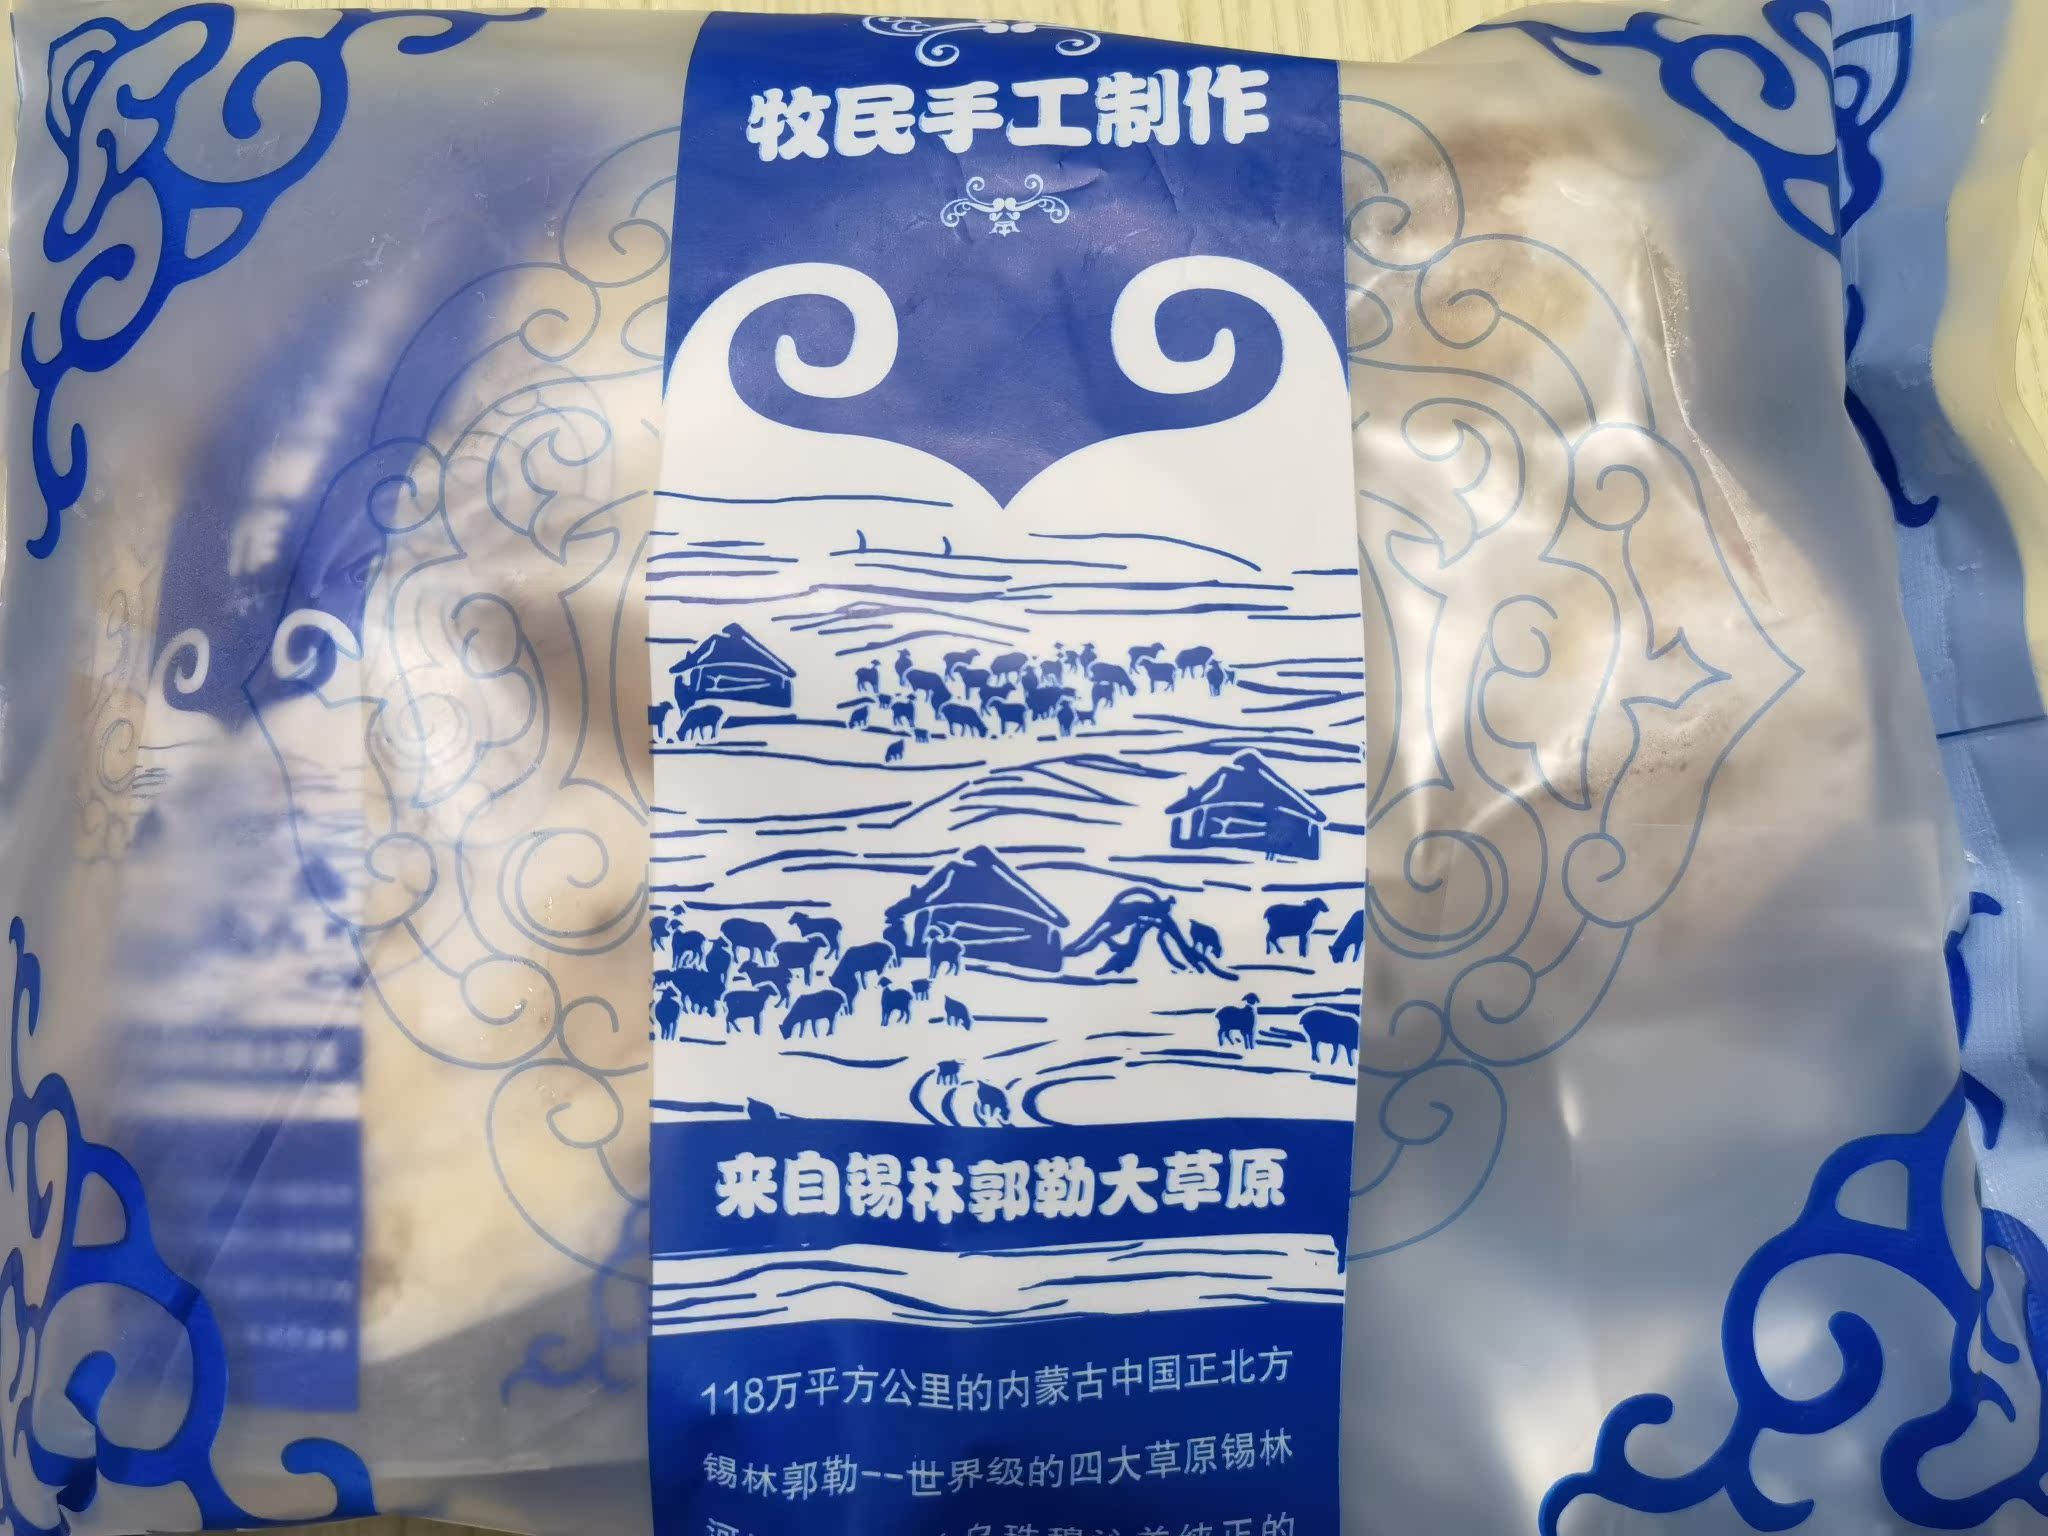 牧民手工制作
来自锡林郭勒大草原
118万平方公里的内蒙古中国正北方
锡林郭勒--世界级的四大草原锡林